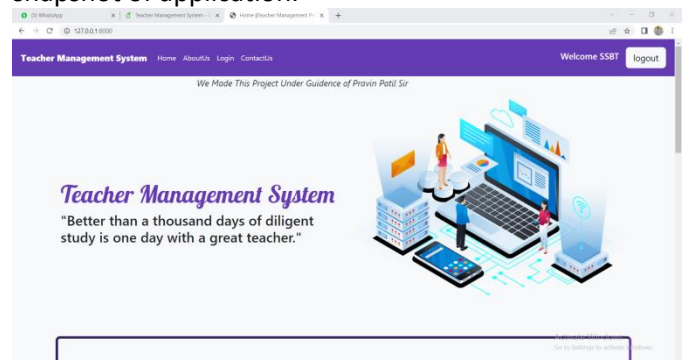 snapshot of application.
(5) WhatsApp
Teacher Management System -
Home |Teacher Management Pr
127.0.0.1:8000
Teacher Management System Home AboutUs Login ContactUs Welcome SSBT logout
We Made This Project Under Guidence of Pravin Patil Sir
Teacher Management System
"Better than a thousand days of diligent
study is one day with a great teacher."
Activate Windows
Go to Settings to activate Windows.